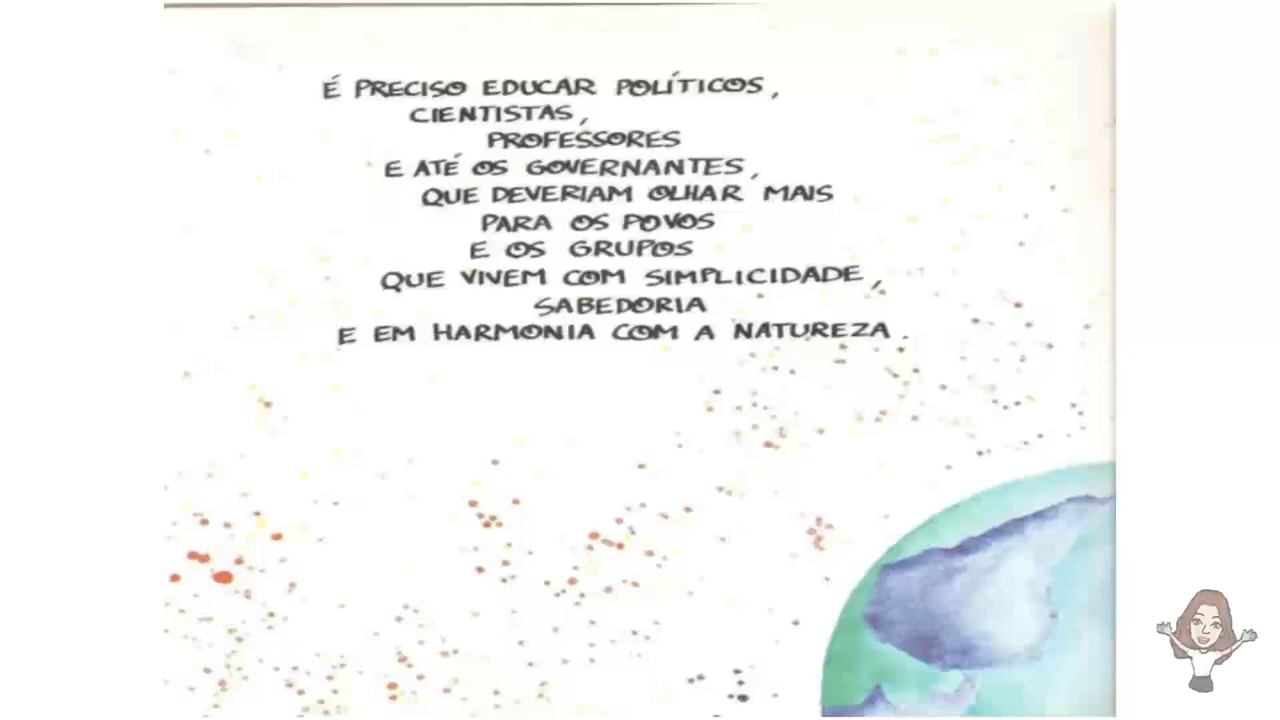 É PRECISO EDUCAR POLÍTICOS,
CIENTISTAS,
PROFESSORES
E ATÉ OS GOVERNANTES,
QUE DEVERIAM OLHAR MAIS
PARA OS POVOS
E OS GRUPOS
QUE VIVEM COM SIMPLICIDADE,
SABEDORIA
E EM HARMONIA COM A NATUREZA.